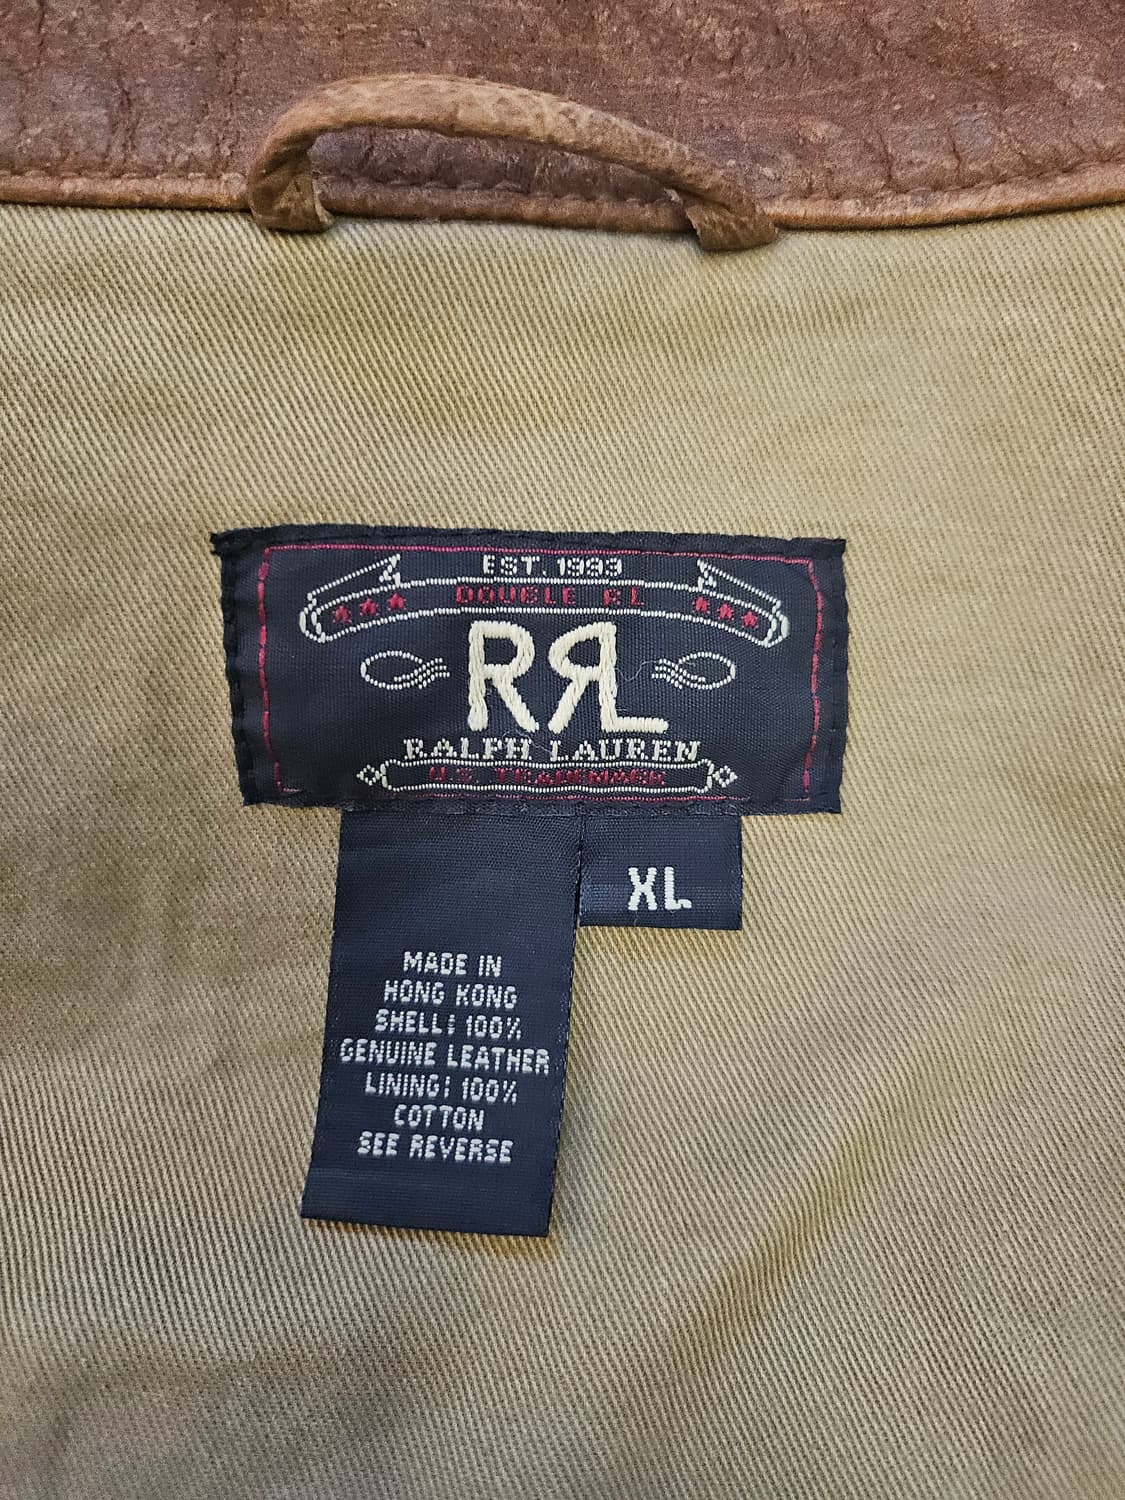 EST. 1993
DOUBLE RL
RRL
RALPH LAUREN
U.S. TRADEMARK
XL
MADE IN
HONG KONG
SHELL: 100%
GENUINE LEATHER
LINING: 100%
COTTON
SEE REVERSE